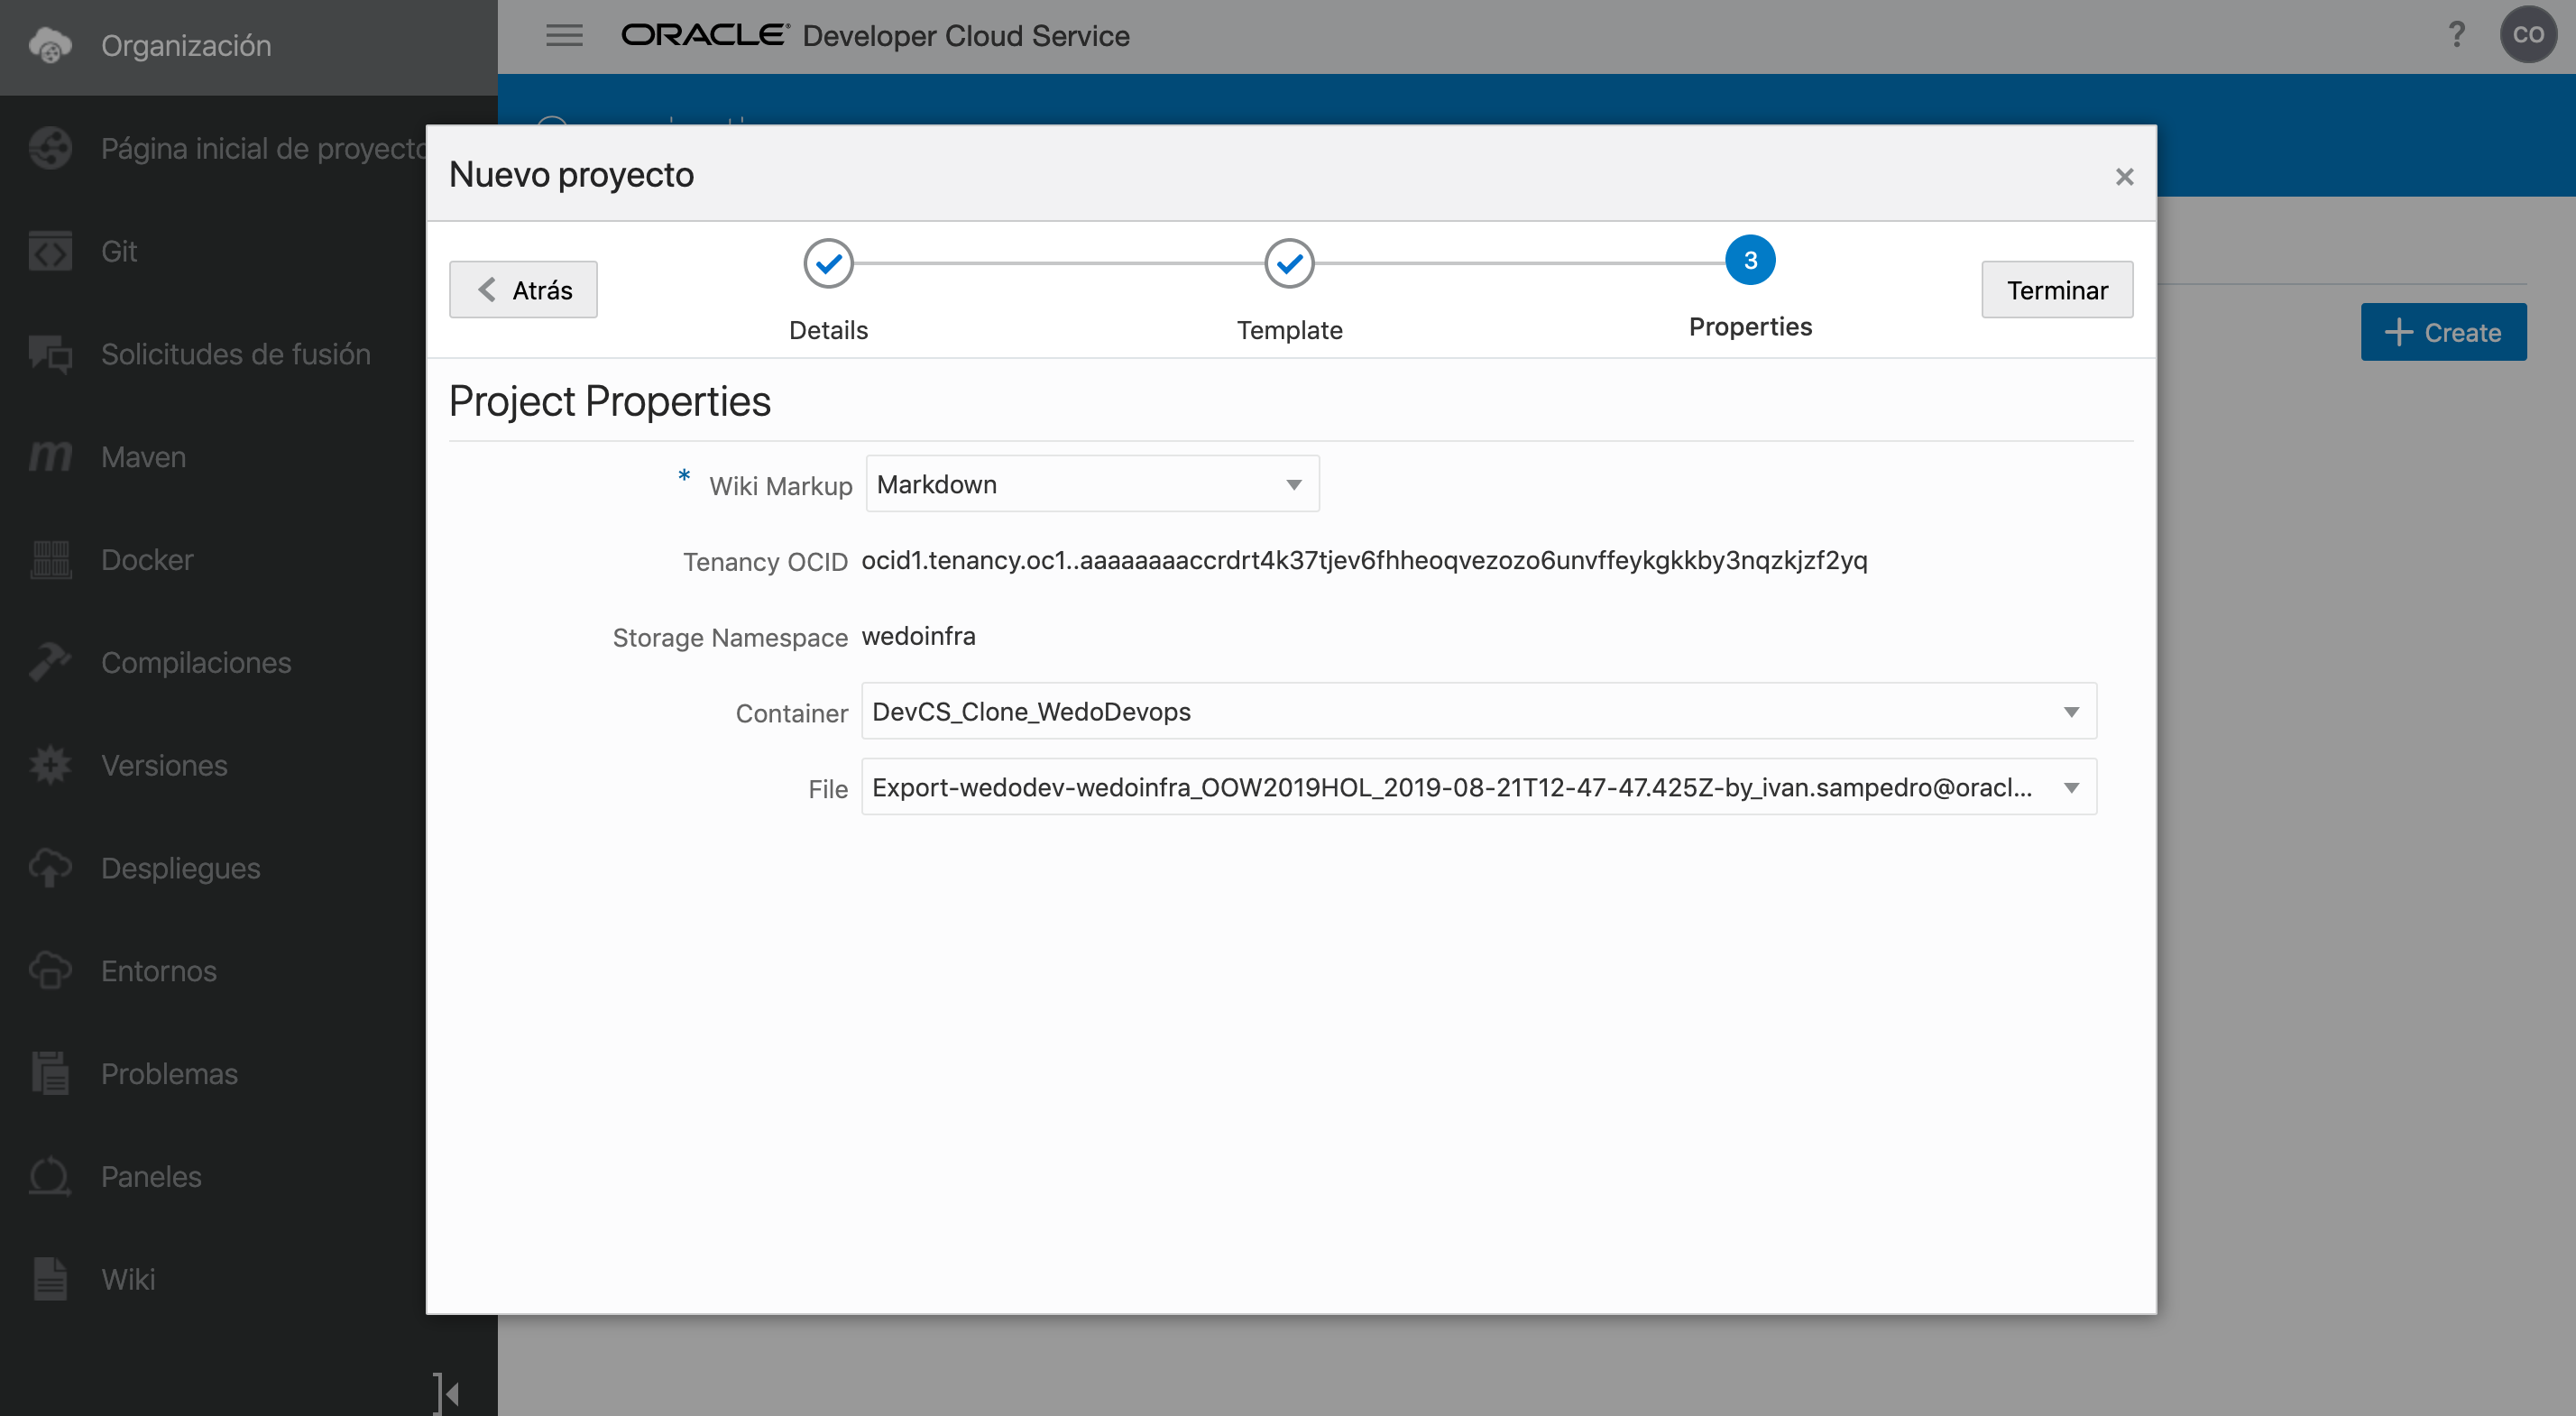 Organización
ORACLE Developer Cloud Service
?
CO
Página inicial de proyecto
Git
Solicitudes de fusión
Maven
Docker
Compilaciones
Versiones
Despliegues
Entornos
Problemas
Paneles
Wiki
Create
Nuevo proyecto
Atrás
Details
Template
3
Properties
Terminar
Project Properties
* Wiki Markup Markdown
Tenancy OCID ocid1.tenancy.oc1..aaaaaaaaccrdrt4k37tjev6fhheoqvezozo6unvffeykgkkby3nqzkjzf2yq
Storage Namespace wedoinfra
Container DevCS_Clone_WedoDevops
File Export-wedodev-wedoinfra_OOW2019HOL_2019-08-21T12-47-47.425Z-by_ivan.sampedro@oracl...